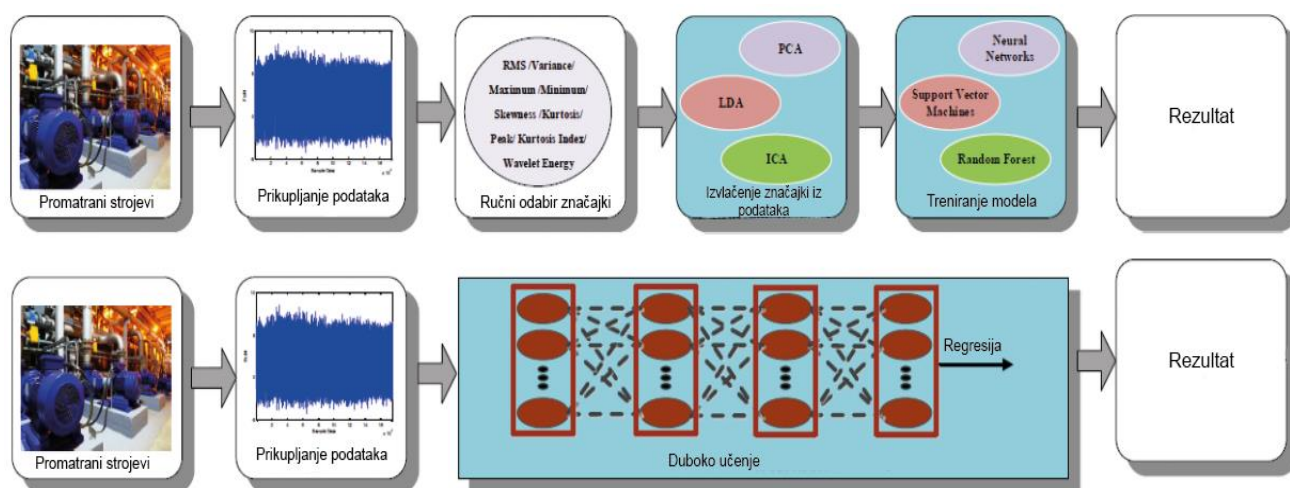 Promatrani strojevi
Prikupljanje podataka
RMS /Variance/
Maximum /Minimum/
Skewness /Kurtosis/
Peak/ Kurtosis Index/
Wavelet Energy
Ručni odabir značajki
PCA
LDA
ICA
Izvlačenje značajki iz
podataka
Neural
Networks
Support Vector
Machines
Random Forest
Treniranje modela
Rezultat
Promatrani strojevi
Prikupljanje podataka
Regresija
Duboko učenje
Rezultat